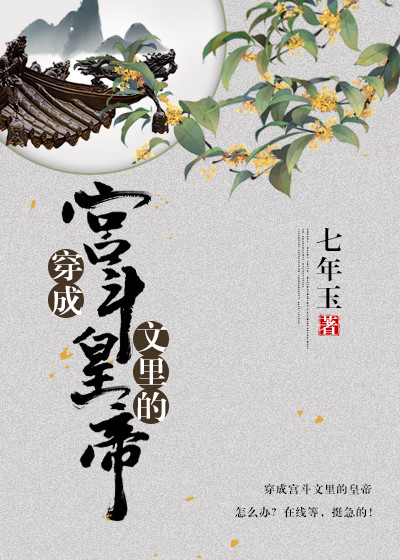 穿成
宫斗
文里的
皇帝
七年玉
著
穿成宫斗文里的皇帝
怎么办？在线等，挺急的！